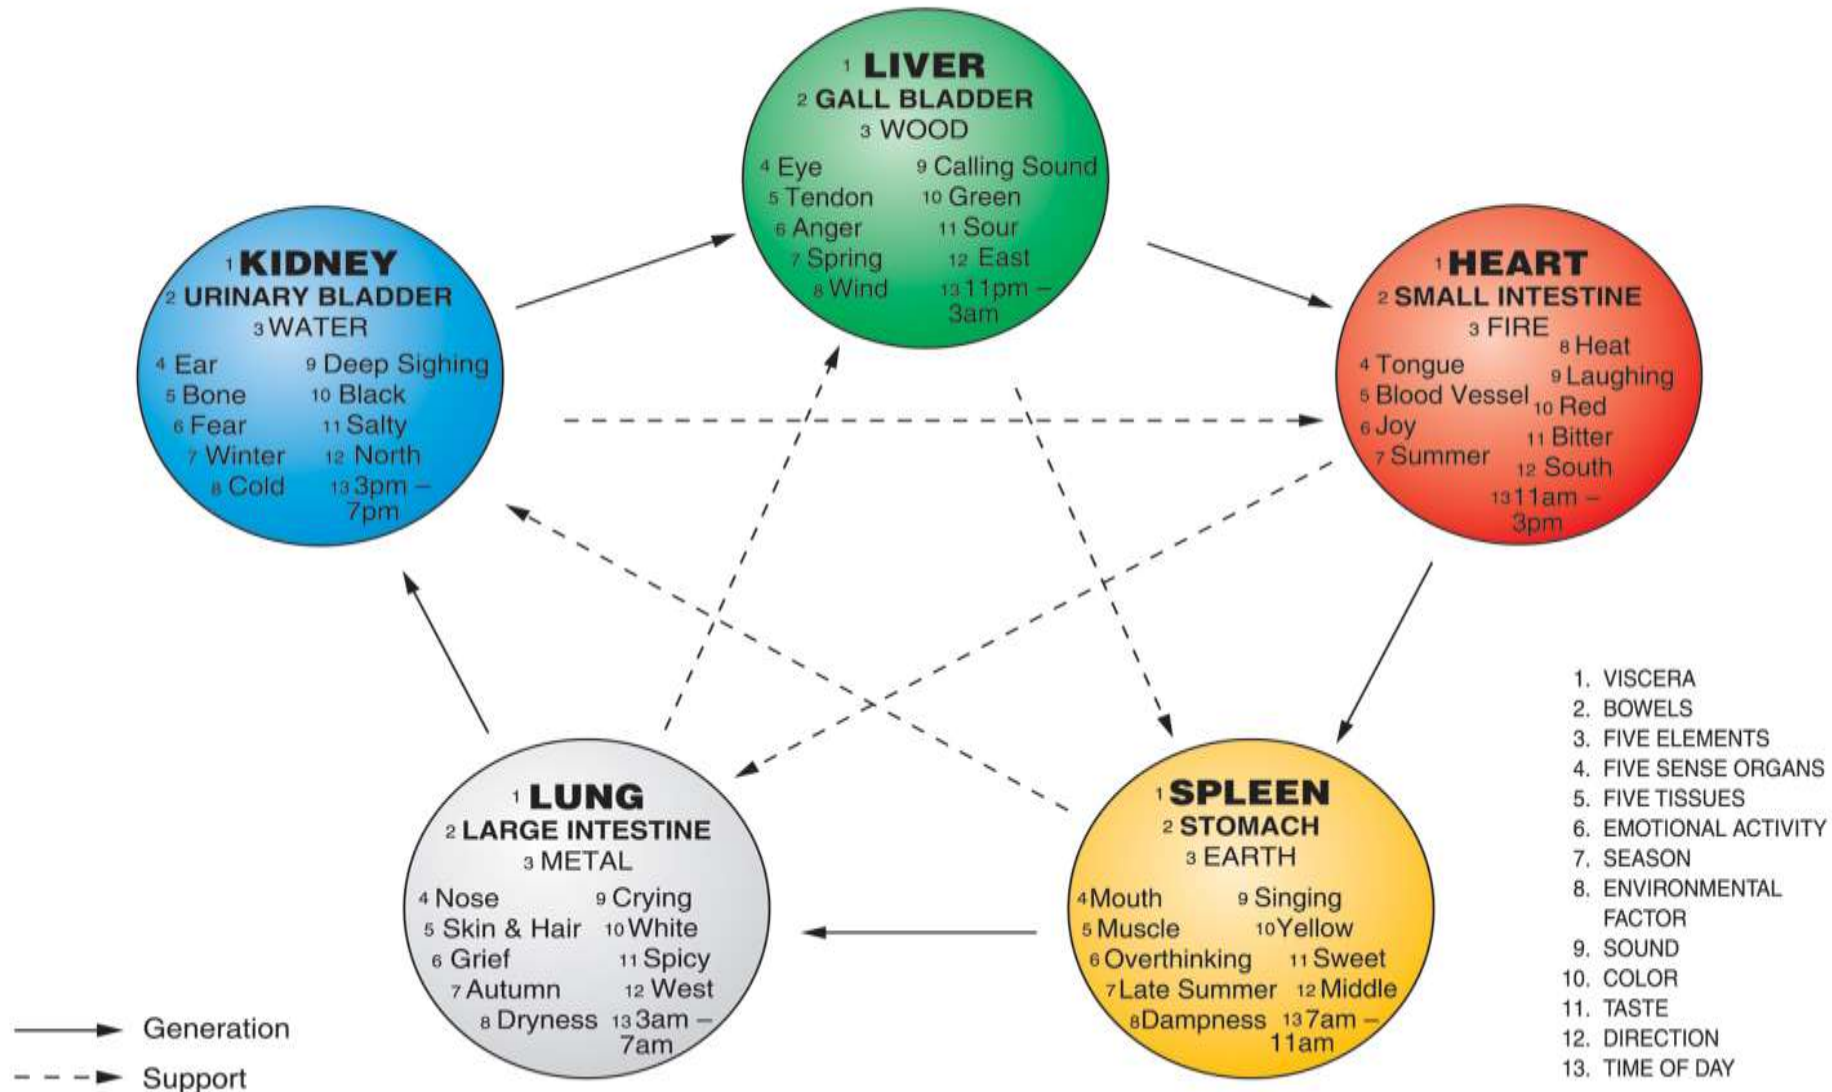 1 LIVER
2 GALL BLADDER
3 WOOD
4 Eye
5 Tendon
6 Anger
7 Spring
8 Wind
9 Calling Sound
10 Green
11 Sour
12 East
13 11pm –
3am
1 KIDNEY
2 URINARY BLADDER
3 WATER
4 Ear
5 Bone
6 Fear
7 Winter
8 Cold
9 Deep Sighing
10 Black
11 Salty
12 North
13 3pm –
7pm
1 HEART
2 SMALL INTESTINE
3 FIRE
4 Tongue
5 Blood Vessel
6 Joy
7 Summer
8 Heat
9 Laughing
10 Red
11 Bitter
12 South
13 11am –
3pm
1 LUNG
2 LARGE INTESTINE
3 METAL
4 Nose
5 Skin & Hair
6 Grief
7 Autumn
8 Dryness
9 Crying
10 White
11 Spicy
12 West
13 3am –
7am
1 SPLEEN
2 STOMACH
3 EARTH
4 Mouth
5 Muscle
6 Overthinking
7 Late Summer
8 Dampness
9 Singing
10 Yellow
11 Sweet
12 Middle
13 7am –
11am
1. VISCERA
2. BOWELS
3. FIVE ELEMENTS
4. FIVE SENSE ORGANS
5. FIVE TISSUES
6. EMOTIONAL ACTIVITY
7. SEASON
8. ENVIRONMENTAL
FACTOR
9. SOUND
10. COLOR
11. TASTE
12. DIRECTION
13. TIME OF DAY
Generation
Support